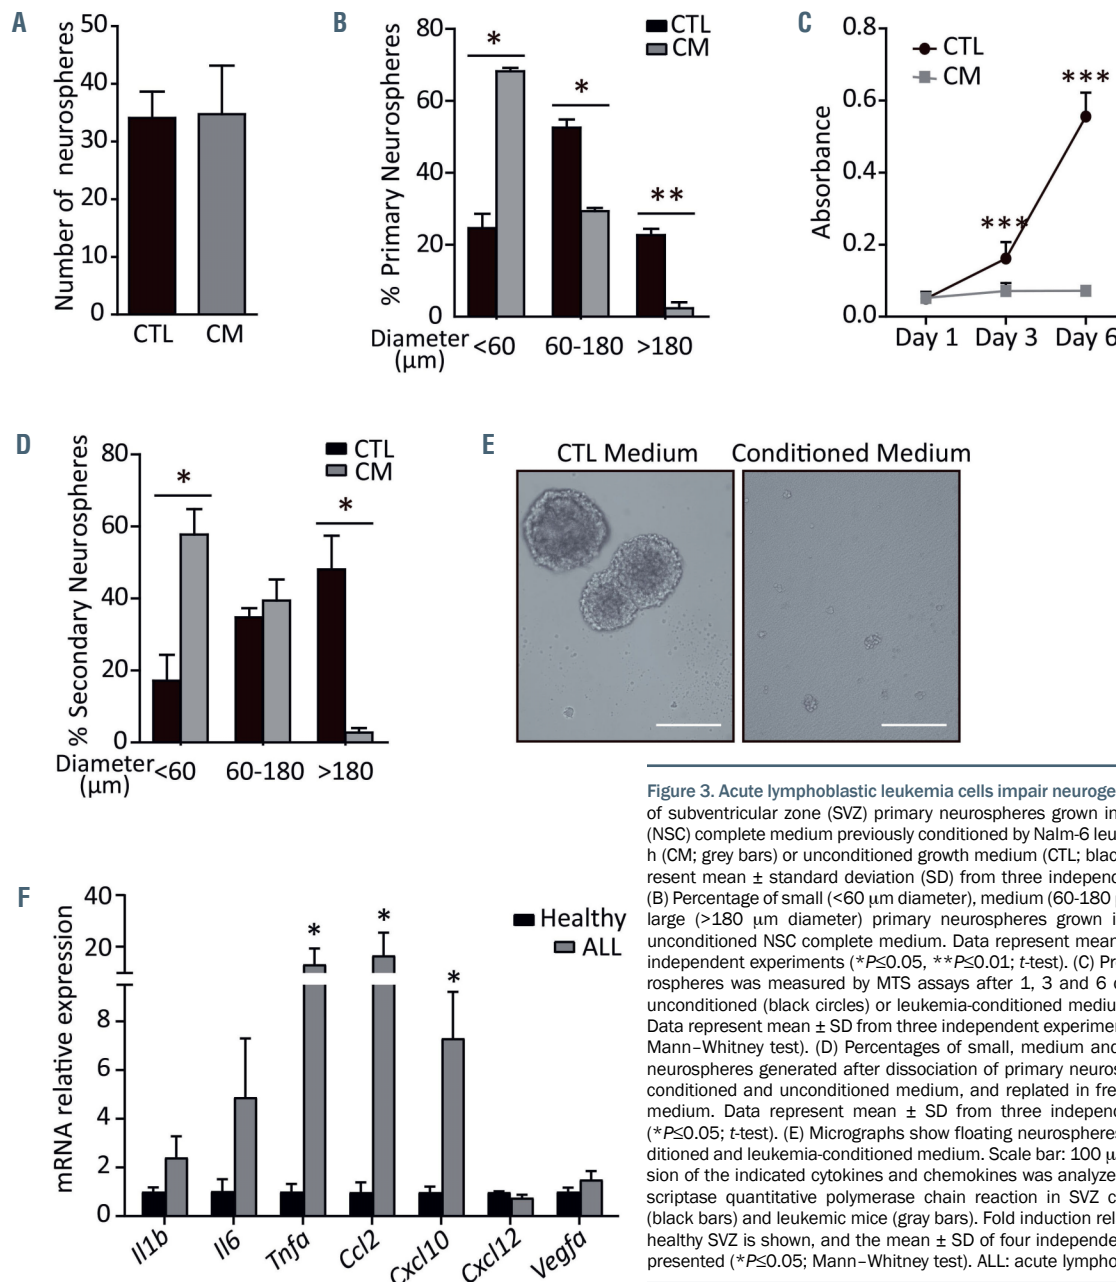 A
50
40
30
20
10
0
Number of neurospheres
CTL CM
B
80
60
40
20
0
% Primary Neurospheres
CTL
CM
*
*
**
Diameter (µm) <60 60-180 >180
C
0.8
0.6
0.4
0.2
0.0
Absorbance
CTL
CM
***
***
Day 1 Day 3 Day 6
D
80
60
40
20
0
% Secondary Neurospheres
CTL
CM
*
*
Diameter (µm) <60 60-180 >180
E
CTL Medium Conditioned Medium
F
40
20
8
6
4
2
0
mRNA relative expression
Healthy
ALL
*
*
*
Il1b Il6 Tnfa Ccl2 Cxcl10 Cxcl12 Vegfa
Figure 3. Acute lymphoblastic leukemia cells impair neuroge
of subventricular zone (SVZ) primary neurospheres grown in
(NSC) complete medium previously conditioned by Nalm-6 leu
h (CM; grey bars) or unconditioned growth medium (CTL; blac
resent mean ± standard deviation (SD) from three independ
(B) Percentage of small (<60 µm diameter), medium (60-180
large (>180 µm diameter) primary neurospheres grown i
unconditioned NSC complete medium. Data represent mean
independent experiments (*P≤0.05, **P≤0.01; t-test). (C) Pr
rospheres was measured by MTS assays after 1, 3 and 6
unconditioned (black circles) or leukemia-conditioned mediu
Data represent mean ± SD from three independent experimen
Mann–Whitney test). (D) Percentages of small, medium and
neurospheres generated after dissociation of primary neuros
conditioned and unconditioned medium, and replated in fre
medium. Data represent mean ± SD from three independ
(*P≤0.05; t-test). (E) Micrographs show floating neurospheres
ditioned and leukemia-conditioned medium. Scale bar: 100 µ
sion of the indicated cytokines and chemokines was analyze
scriptase quantitative polymerase chain reaction in SVZ c
(black bars) and leukemic mice (gray bars). Fold induction rel
healthy SVZ is shown, and the mean ± SD of four independe
presented (*P≤0.05; Mann–Whitney test). ALL: acute lympho